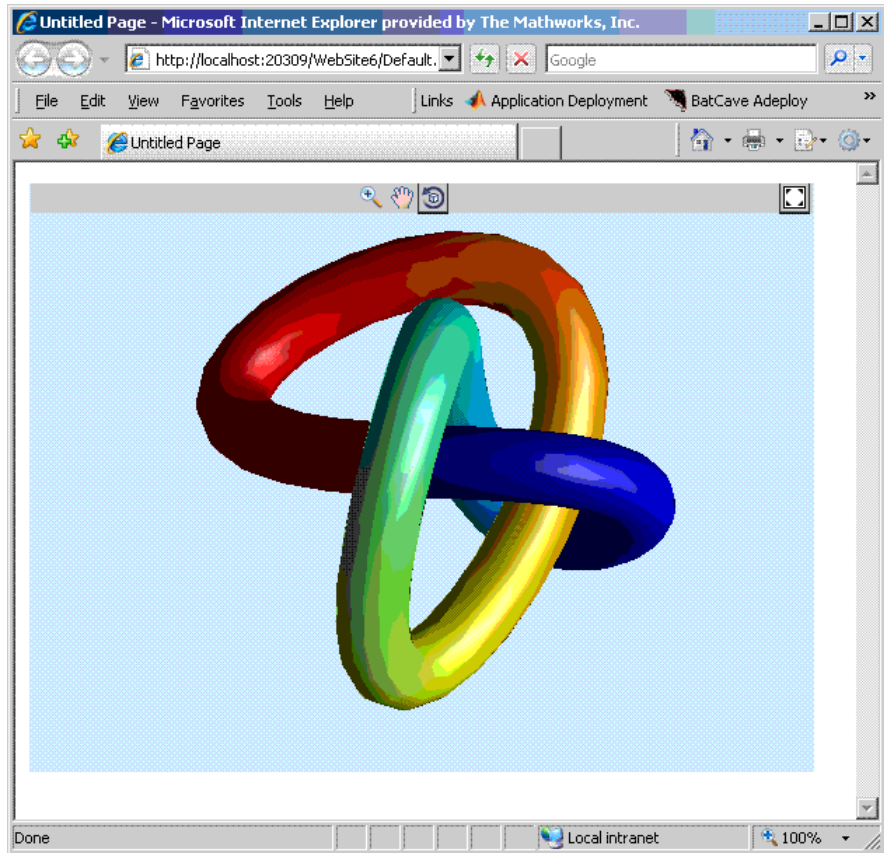 Untitled Page - Microsoft Internet Explorer provided by The Mathworks, Inc.
http://localhost:20309/WebSite6/Default. Google
File Edit View Favorites Tools Help Links Application Deployment BatCave Adeploy »
Untitled Page
Done Local intranet 100%